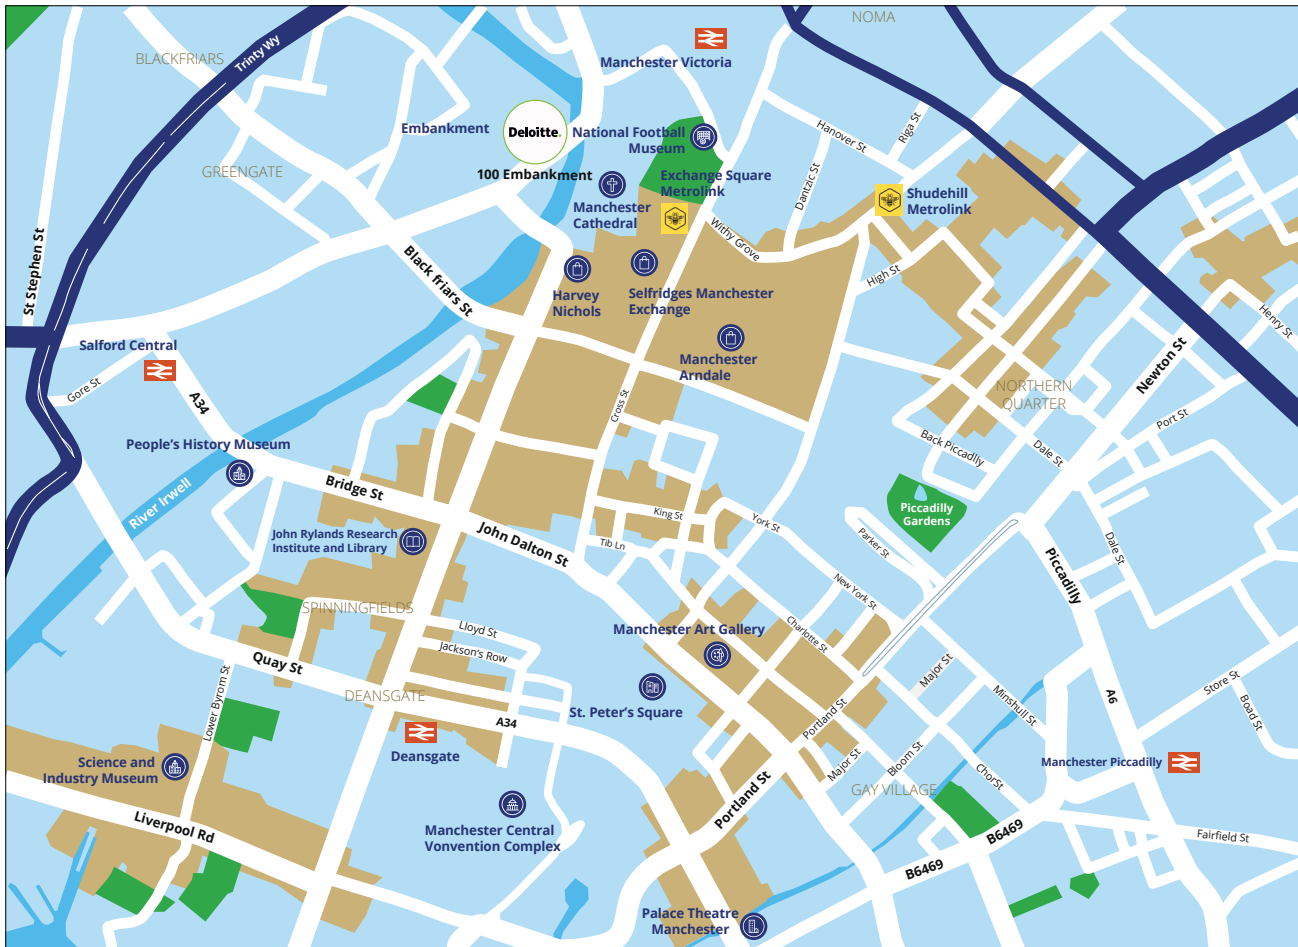 NOMA
BLACKFRIARS
Trinty Wy
Manchester Victoria
Embankment
Deloitte.
National Football
Museum
Hanover St
Riga St
GREENGATE
100 Embankment
Exchange Square
Metrolink
Dantzic St
Manchester
Cathedral
Shudehill
Metrolink
St Stephen St
Withy Grove
Black friars St
High St
Harvey
Nichols
Selfridges Manchester
Exchange
Henry St
Salford Central
Manchester
Arndale
Newton St
Gore St
A34
Cross St
NORTHERN
QUARTER
Port St
People's History Museum
Back Piccadlly
Dale St
River Irwell
Bridge St
King St
York St
Piccadilly
Gardens
John Rylands Research
Institute and Library
John Dalton St
Tib Ln
Parker St
Dale St
Piccadilly
New York St
SPINNINGFIELDS
Lloyd St
Manchester Art Gallery
Charlotte St
Jackson's Row
Quay St
Lower Byrom St
DEANSGATE
St. Peter's Square
Major St
Minshull St
A6
Store St
Board St
A34
Portland St
Deansgate
Science and
Industry Museum
Major St
Bloom St
ChorSt
Manchester Piccadilly
GAY VILLAGE
Portland St
Liverpool Rd
Manchester Central
Vonvention Complex
B6469
Fairfield St
B6469
Palace Theatre
Manchester